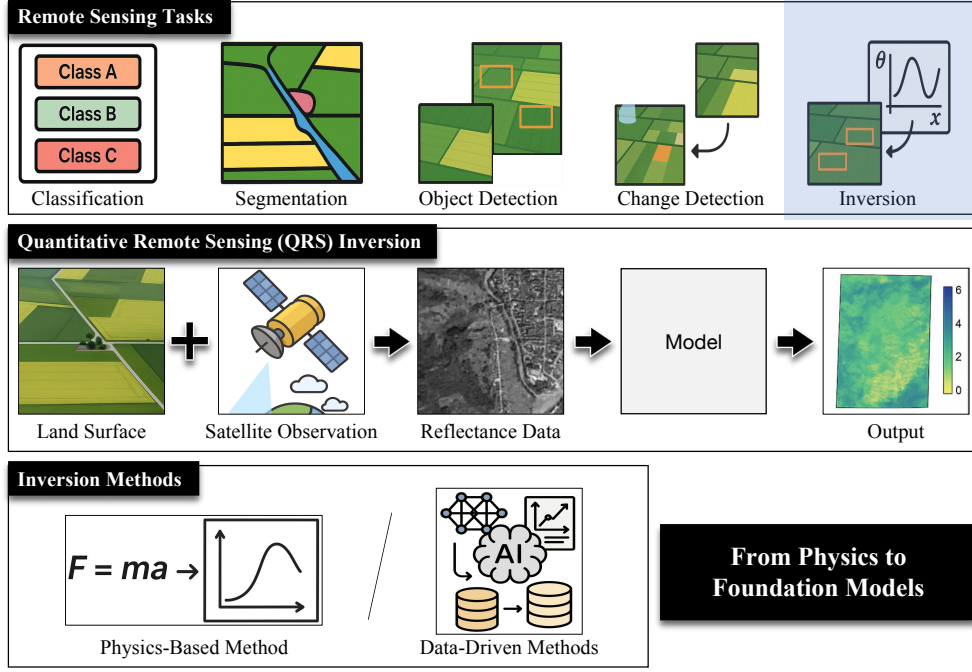 Remote Sensing Tasks
Class A
Class B
Class C
θ
x
Classification
Segmentation
Object Detection
Change Detection
Inversion
Quantitative Remote Sensing (QRS) Inversion
Model
6
4
2
0
Land Surface
Satellite Observation
Reflectance Data
Output
Inversion Methods
F = ma →
AI
Physics-Based Method
Data-Driven Methods
From Physics to
Foundation Models